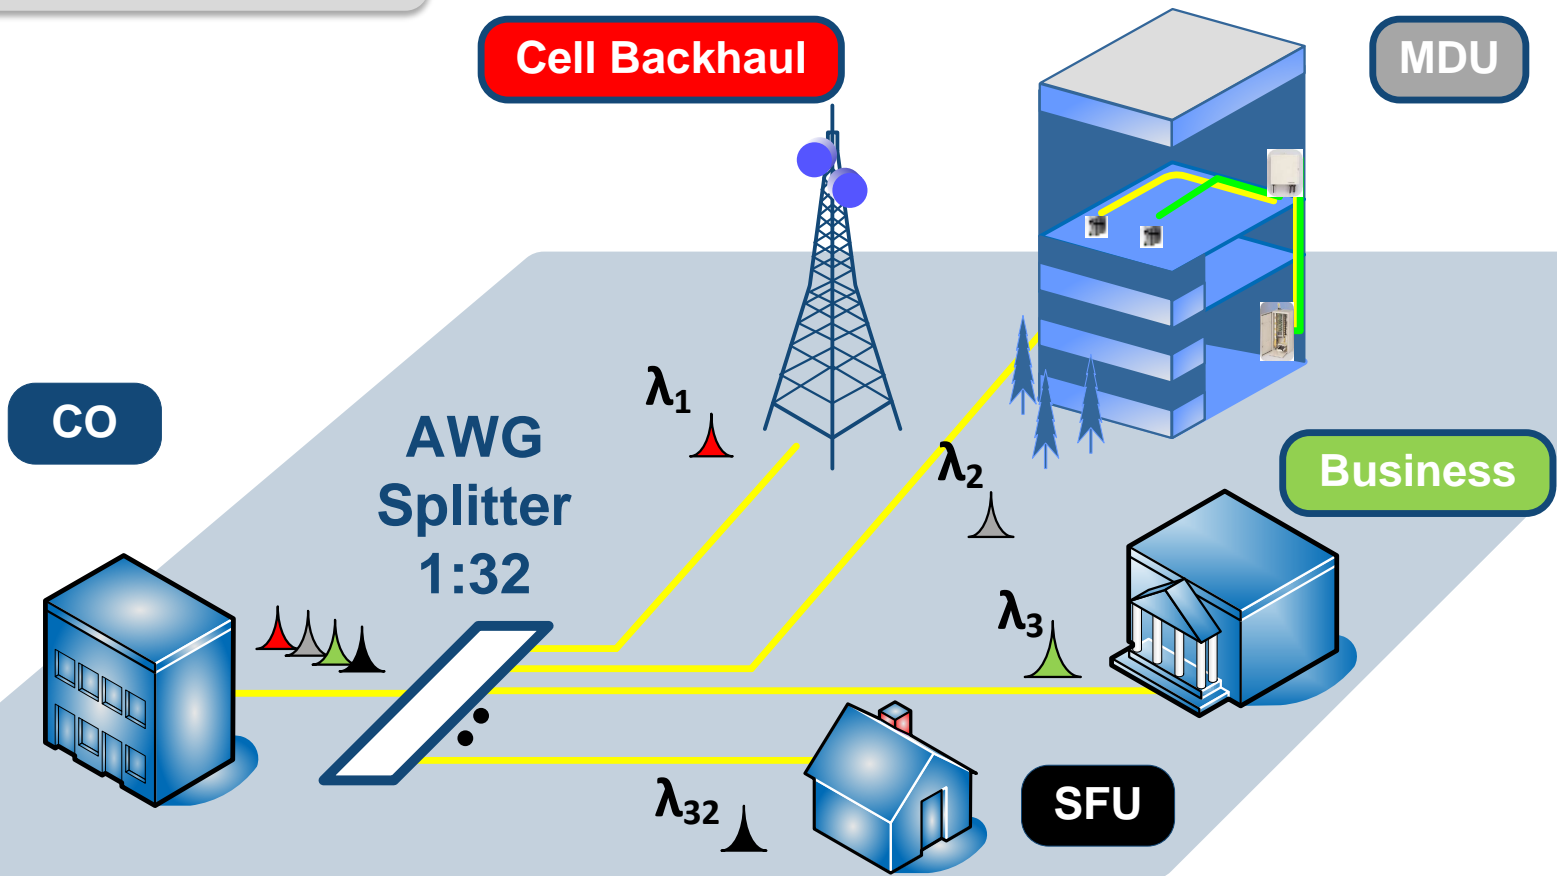 Cell Backhaul
MDU
λ1
CO
AWG
Splitter
1:32
λ2
Business
λ3
λ32
SFU